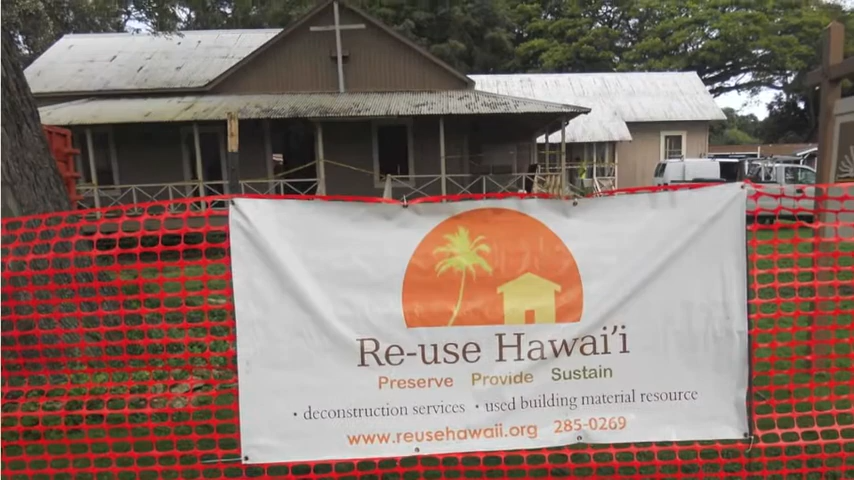 Re-use Hawai'i
Preserve Provide Sustain
• deconstruction services • used building material resource
www.reusehawaii.org 285-0269